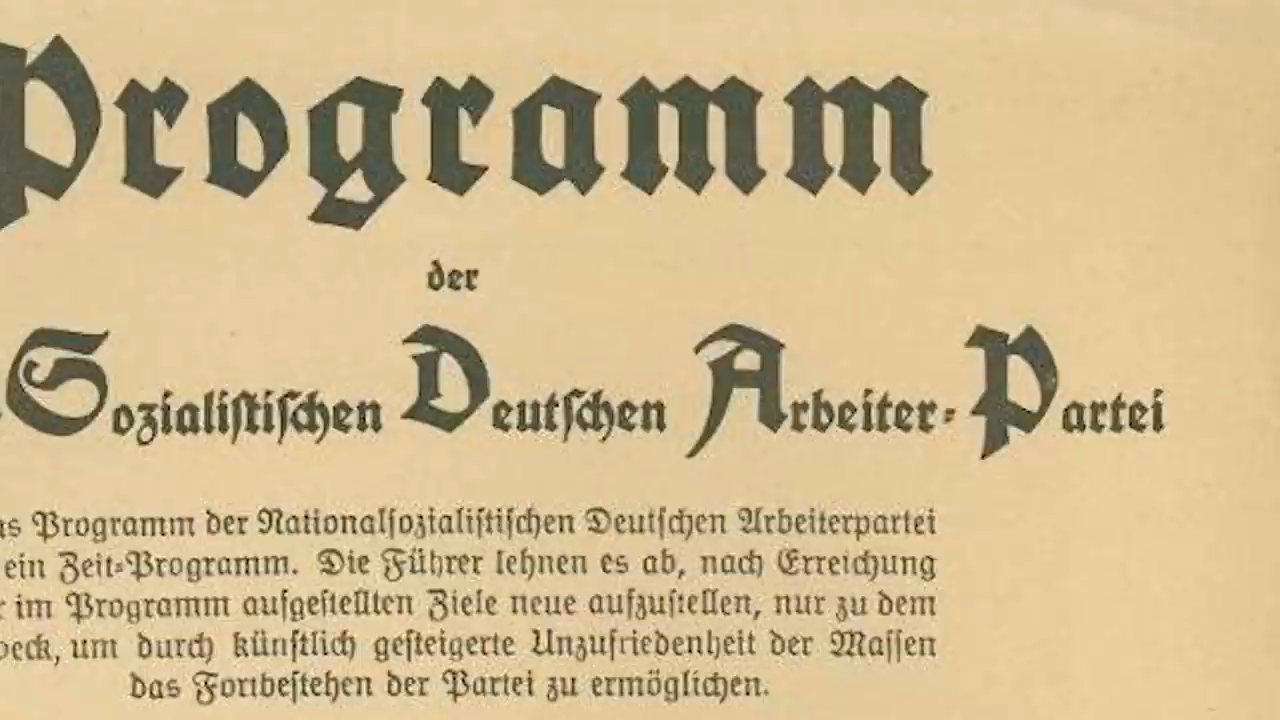 Programm
der
Sozialistischen Deutschen Arbeiter-Partei
Programm der Nationalsozialistischen Deutschen Arbeiterpartei
ein Zeit-Programm. Die Führer lehnen es ab, nach Erreichung
im Programm aufgestellten Ziele neue aufzustellen, nur zu dem
um durch künstlich gesteigerte Unzufriedenheit der Massen
das Fortbestehen der Partei zu ermöglichen.